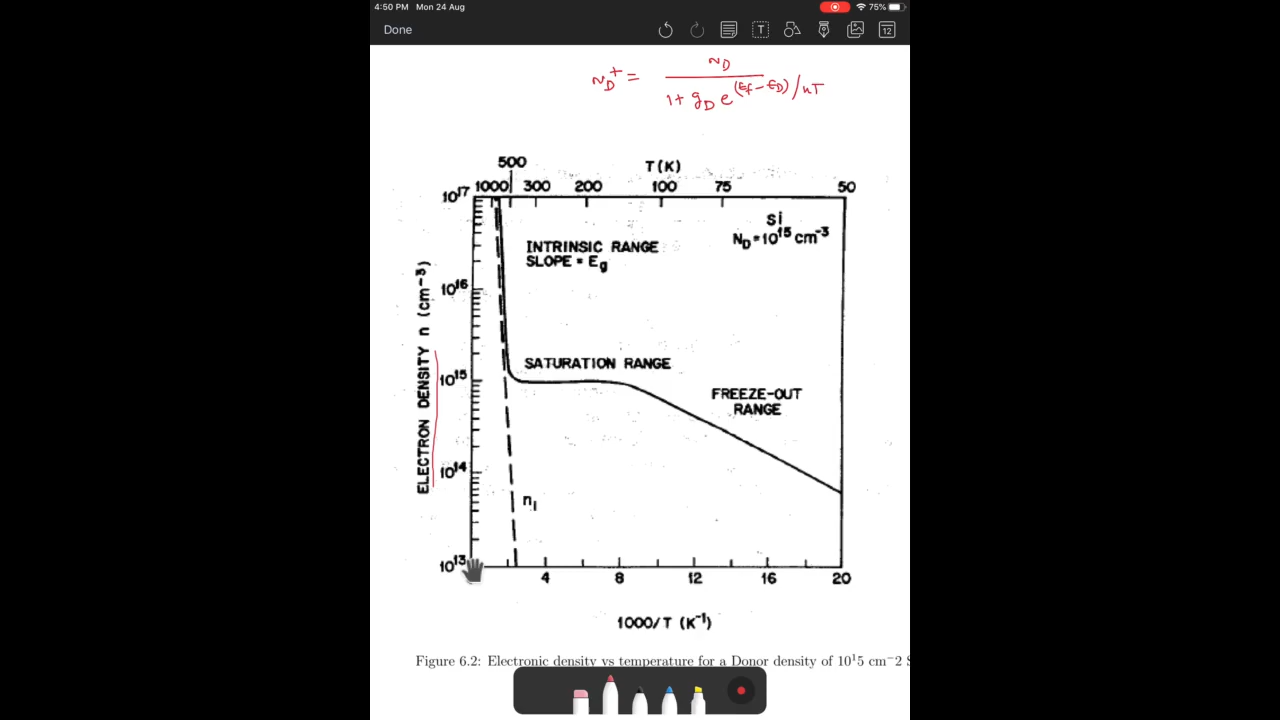 4:50 PM Mon 24 Aug
75%
Done
12
N_D^+ = N_D / 1 + g_D e^(Ef - E_D)/kT
500
T(K)
1000 300 200 100 75 50
10^17
Si
N_D = 10^15 cm^-3
INTRINSIC RANGE
SLOPE = Eg
10^16
ELECTRON DENSITY n (cm^-3)
SATURATION RANGE
10^15
FREEZE-OUT
RANGE
10^14
n_i
10^13
4 8 12 16 20
1000/T (K^-1)
Figure 6.2: Electronic density vs temperature for a Donor density of 10^15 cm^-2 S